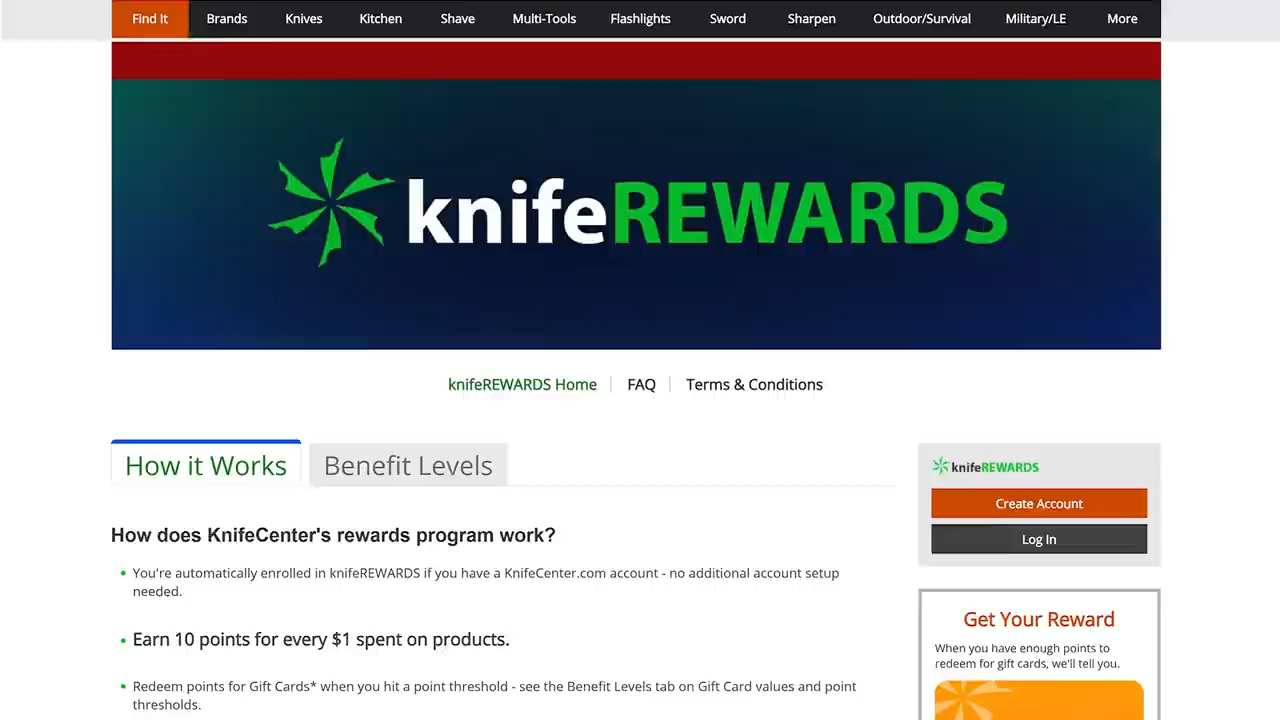 Find It Brands Knives Kitchen Shave Multi-Tools Flashlights Sword Sharpen Outdoor/Survival Military/LE More
knifeREWARDS
knifeREWARDS Home FAQ Terms & Conditions
How it Works Benefit Levels
How does KnifeCenter's rewards program work?
You're automatically enrolled in knifeREWARDS if you have a KnifeCenter.com account - no additional account setup
needed.
Earn 10 points for every $1 spent on products.
Redeem points for Gift Cards* when you hit a point threshold - see the Benefit Levels tab on Gift Card values and point
thresholds.
knifeREWARDS
Create Account
Log In
Get Your Reward
When you have enough points to
redeem for gift cards, we'll tell you.